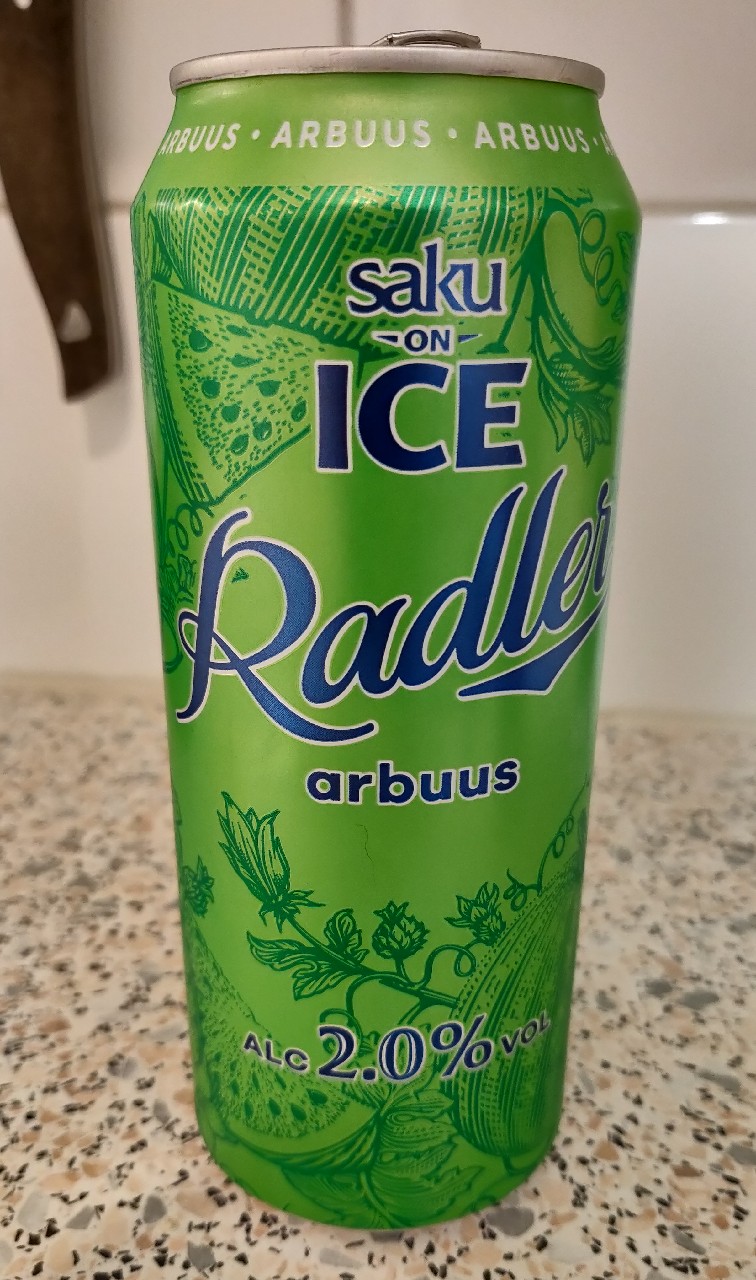 ARBUUS • ARBUUS • ARBUUS •
saku
ON
ICE
Radler
arbuus
ALC 2.0% VOL